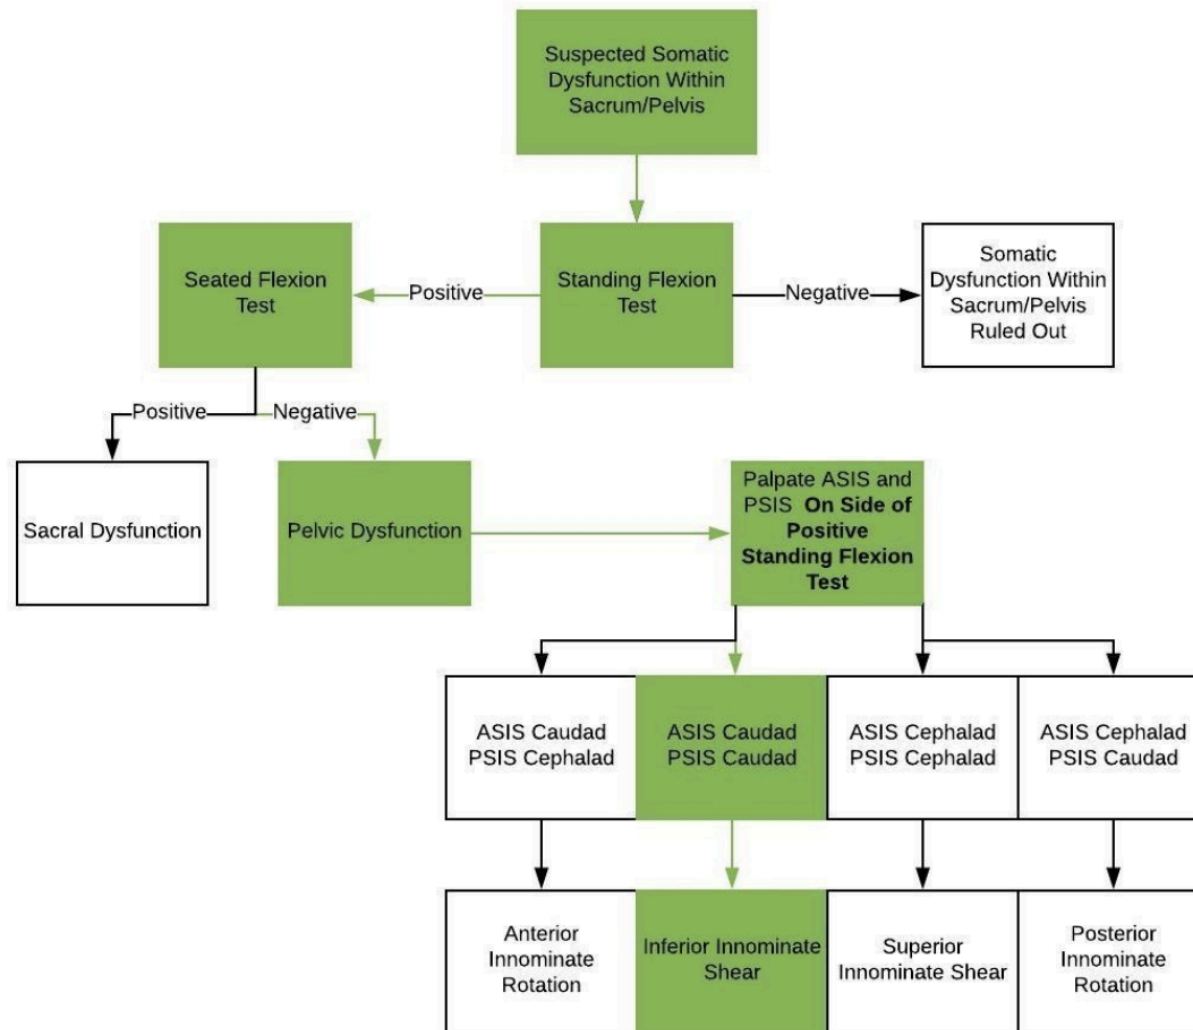 Suspected Somatic
Dysfunction Within
Sacrum/Pelvis
Seated Flexion
Test
Positive
Standing Flexion
Test
Negative
Somatic
Dysfunction Within
Sacrum/Pelvis
Ruled Out
Positive
Negative
Sacral Dysfunction
Pelvic Dysfunction
Palpate ASIS and
PSIS On Side of
Positive
Standing Flexion
Test
ASIS Caudad
PSIS Cephalad
ASIS Caudad
PSIS Caudad
ASIS Cephalad
PSIS Cephalad
ASIS Cephalad
PSIS Caudad
Anterior
Innominate
Rotation
Inferior Innominate
Shear
Superior
Innominate Shear
Posterior
Innominate
Rotation